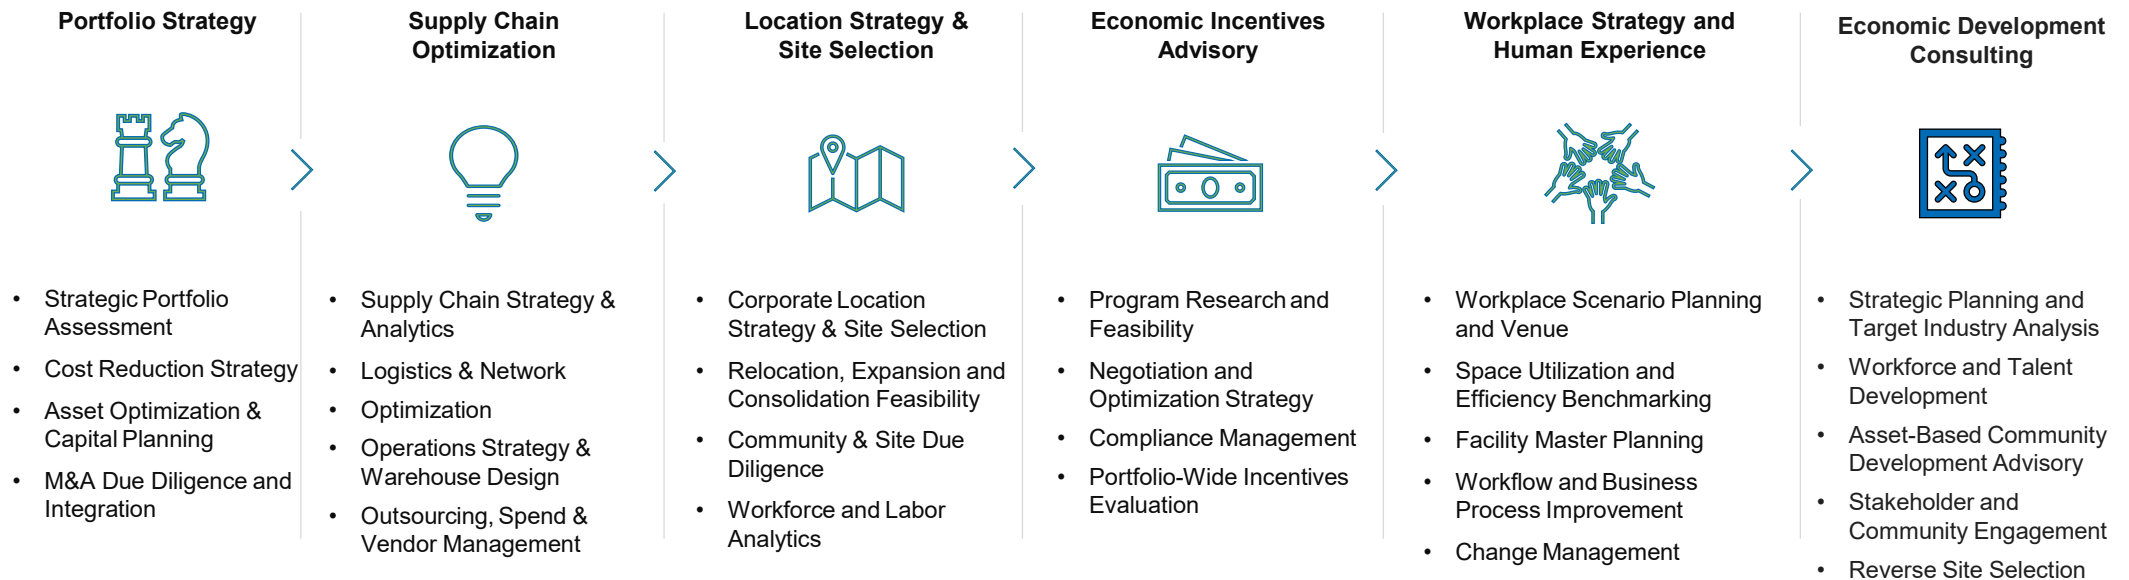 Portfolio Strategy
• Strategic Portfolio
Assessment
• Cost Reduction Strategy
• Asset Optimization &
Capital Planning
• M&A Due Diligence and
Integration
Supply Chain
Optimization
• Supply Chain Strategy &
Analytics
• Logistics & Network
• Optimization
• Operations Strategy &
Warehouse Design
• Outsourcing, Spend &
Vendor Management
Location Strategy &
Site Selection
• Corporate Location
Strategy & Site Selection
• Relocation, Expansion and
Consolidation Feasibility
• Community & Site Due
Diligence
• Workforce and Labor
Analytics
Economic Incentives
Advisory
• Program Research and
Feasibility
• Negotiation and
Optimization Strategy
• Compliance Management
• Portfolio-Wide Incentives
Evaluation
Workplace Strategy and
Human Experience
• Workplace Scenario Planning
and Venue
• Space Utilization and
Efficiency Benchmarking
• Facility Master Planning
• Workflow and Business
Process Improvement
• Change Management
Economic Development
Consulting
• Strategic Planning and
Target Industry Analysis
• Workforce and Talent
Development
• Asset-Based Community
Development Advisory
• Stakeholder and
Community Engagement
• Reverse Site Selection